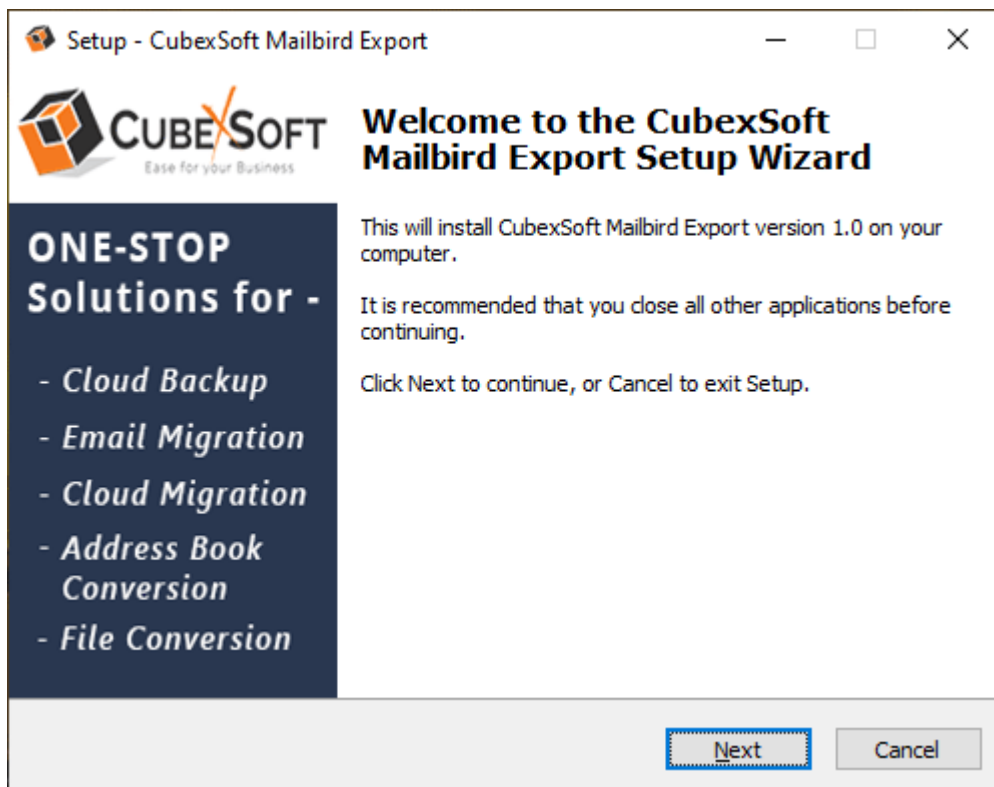 Setup - CubexSoft Mailbird Export
CUBEXSOFT
Ease for your Business
Welcome to the CubexSoft
Mailbird Export Setup Wizard
This will install CubexSoft Mailbird Export version 1.0 on your
computer.
It is recommended that you close all other applications before
continuing.
Click Next to continue, or Cancel to exit Setup.
ONE-STOP
Solutions for -
- Cloud Backup
- Email Migration
- Cloud Migration
- Address Book
Conversion
- File Conversion
Next
Cancel